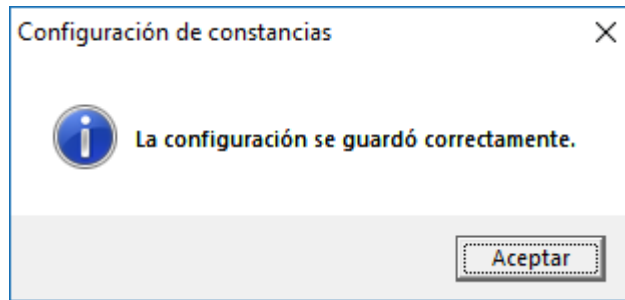 Configuración de constancias
La configuración se guardó correctamente.
Aceptar